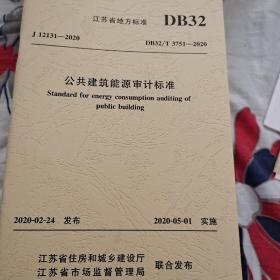 江苏省地方标准 DB32
J 12131—2020 DB32/T 3751—2020
公共建筑能源审计标准
Standard for energy consumption auditing of
public building
2020-02-24 发布 2020-05-01 实施
江苏省住房和城乡建设厅
江苏省市场监督管理局 联合发布